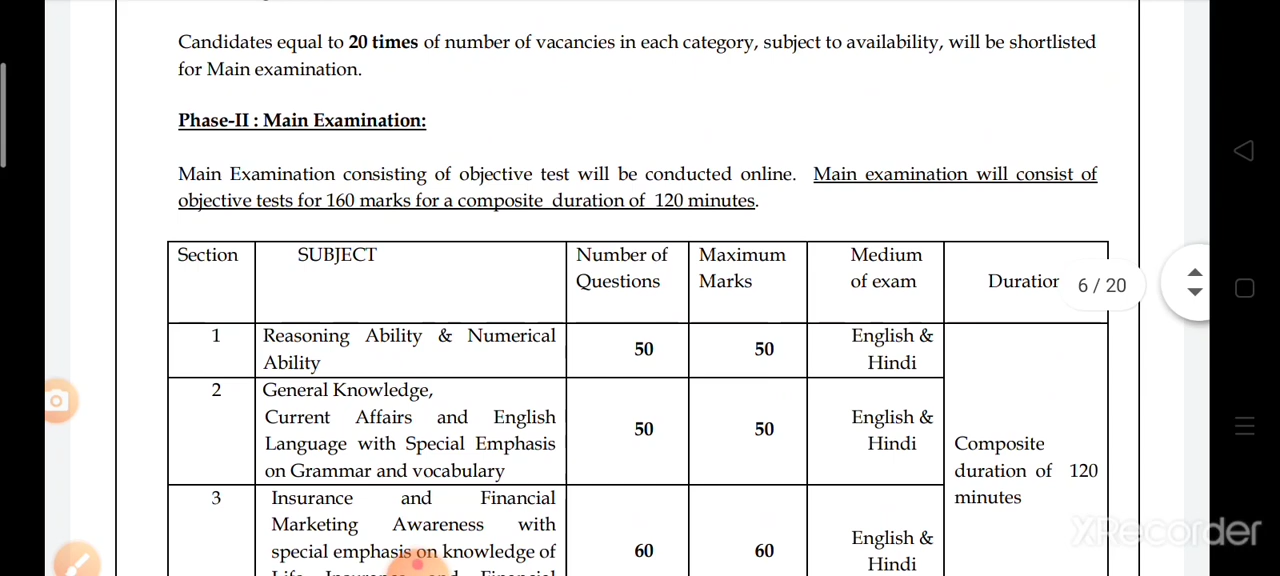 Candidates equal to 20 times of number of vacancies in each category, subject to availability, will be shortlisted
for Main examination.
Phase-II : Main Examination:
Main Examination consisting of objective test will be conducted online. Main examination will consist of
objective tests for 160 marks for a composite duration of 120 minutes.
Section SUBJECT Number of Questions Maximum Marks Medium of exam Duration
6 / 20
1 Reasoning Ability & Numerical Ability 50 50 English & Hindi
2 General Knowledge,
Current Affairs and English
Language with Special Emphasis
on Grammar and vocabulary
50 50 English & Hindi
Composite
duration of 120
minutes
3 Insurance and Financial
Marketing Awareness with
special emphasis on knowledge of
Life Insurance and Financial
60 60 English & Hindi
XRecorder